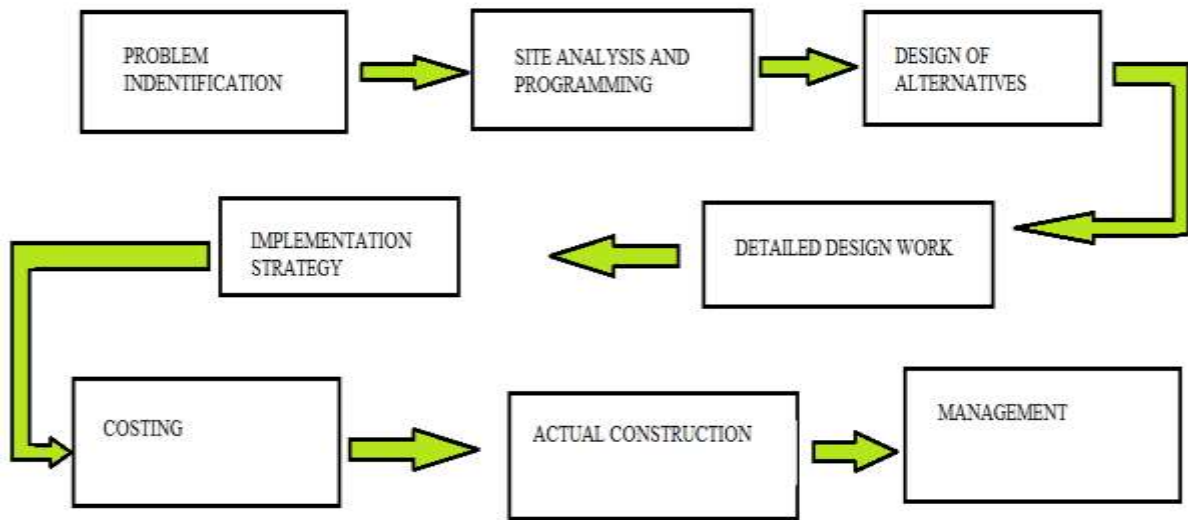 PROBLEM
INDENTIFICATION
SITE ANALYSIS AND
PROGRAMMING
DESIGN OF
ALTERNATIVES
DETAILED DESIGN WORK
IMPLEMENTATION
STRATEGY
COSTING
ACTUAL CONSTRUCTION
MANAGEMENT